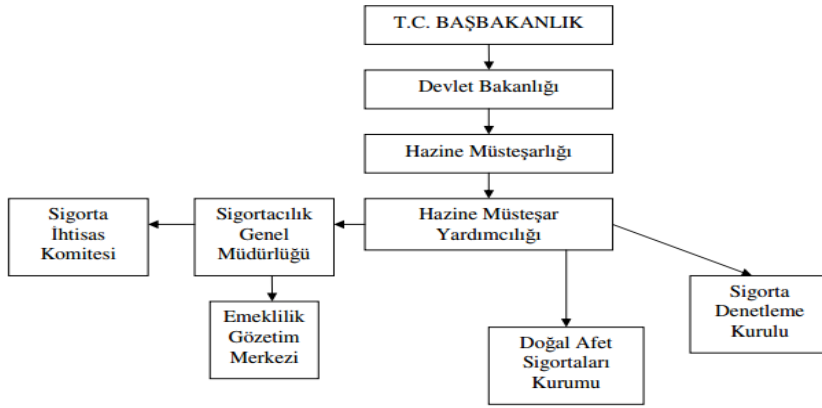 T.C. BAŞBAKANLIK
Devlet Bakanlığı
Hazine Müsteşarlığı
Hazine Müsteşar
Yardımcılığı
Sigortacılık
Genel
Müdürlüğü
Sigorta
İhtisas
Komitesi
Emeklilik
Gözetim
Merkezi
Doğal Afet
Sigortaları
Kurumu
Sigorta
Denetleme
Kurulu